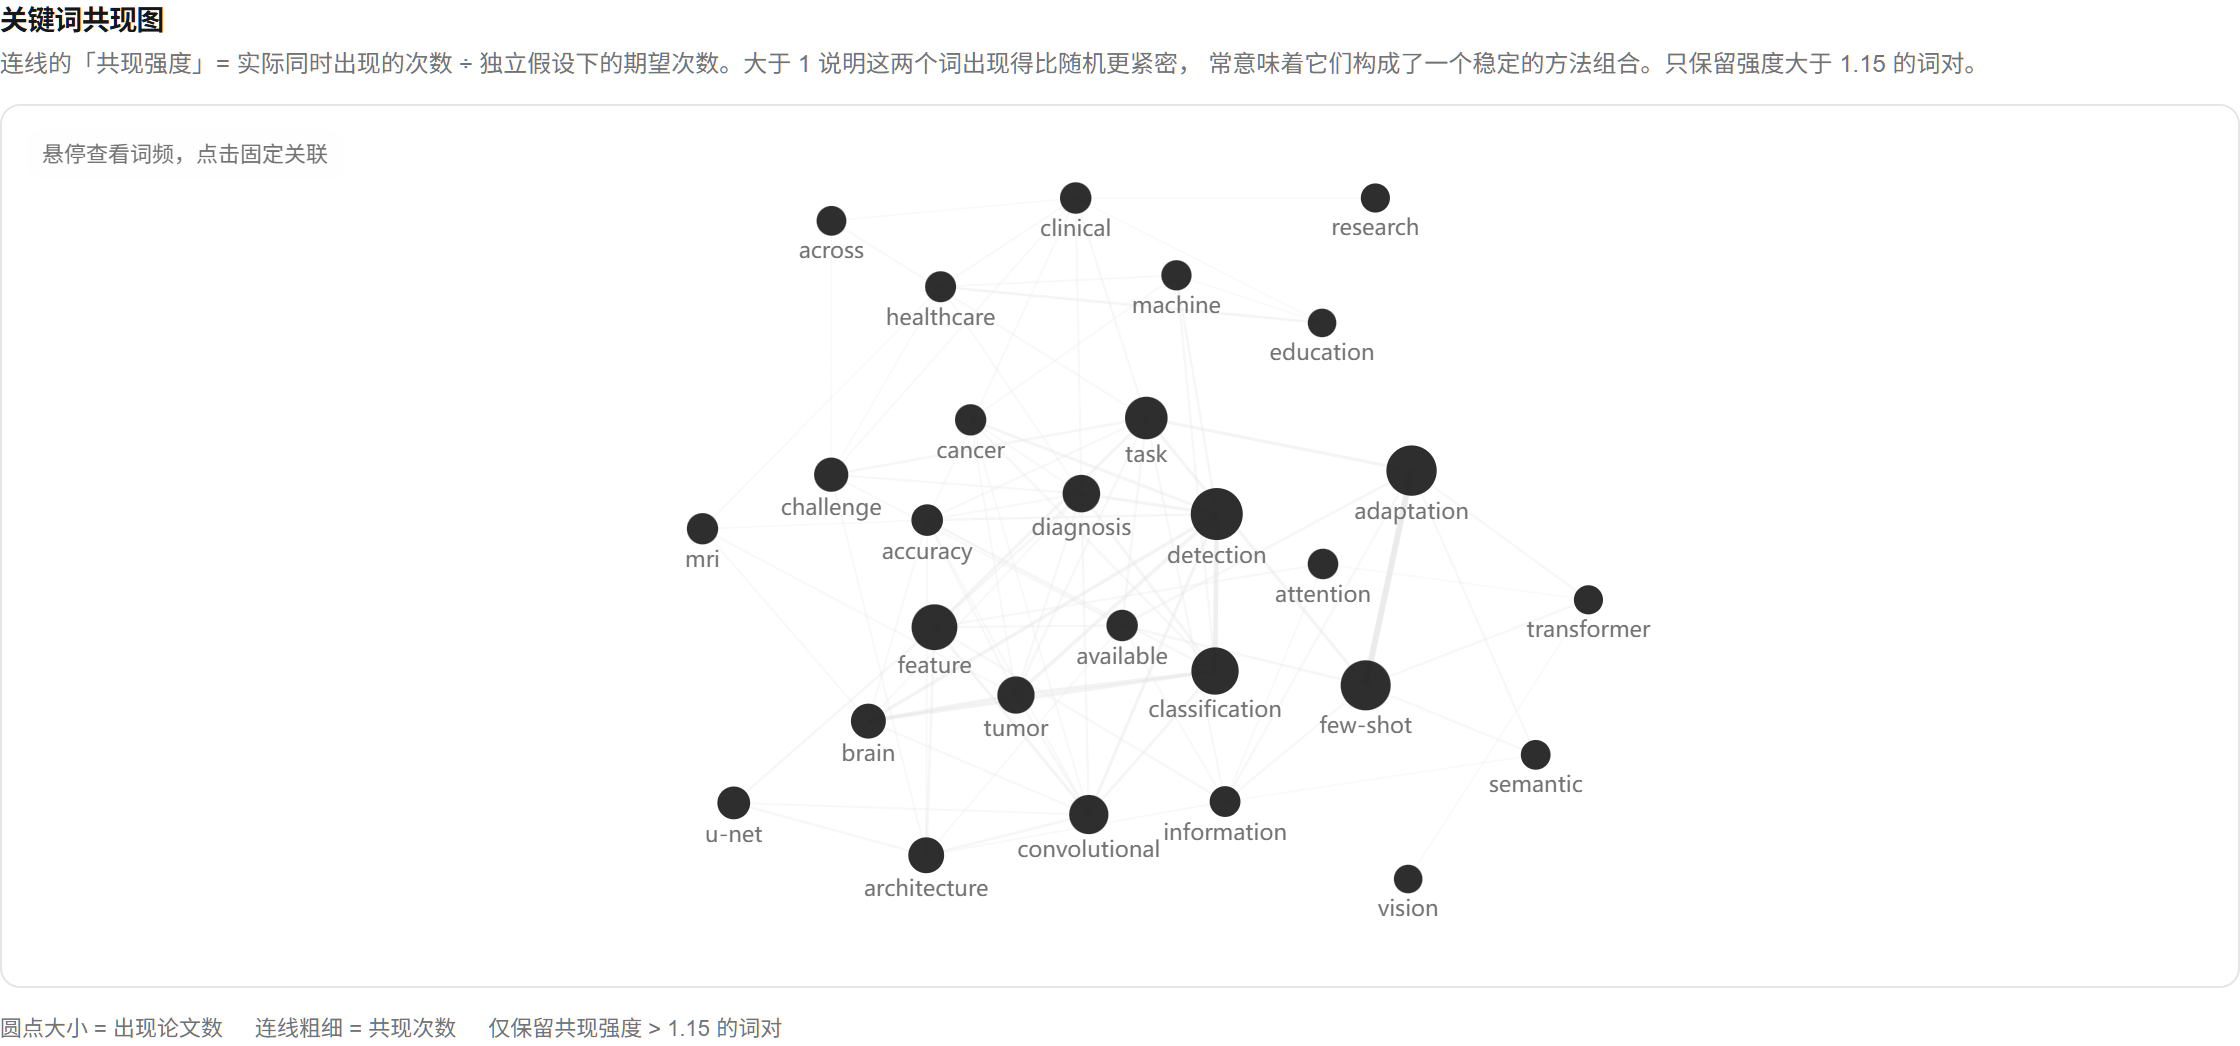 关键词共现图
连线的「共现强度」= 实际同时出现的次数 ÷ 独立假设下的期望次数。大于 1 说明这两个词出现得比随机更紧密， 常意味着它们构成了一个稳定的方法组合。只保留强度大于 1.15 的词对。
悬停查看词频，点击固定关联
clinical
research
across
machine
healthcare
education
cancer
task
challenge
adaptation
diagnosis
accuracy
detection
mri
attention
transformer
available
feature
classification
few-shot
tumor
brain
semantic
information
u-net
convolutional
architecture
vision
圆点大小 = 出现论文数
连线粗细 = 共现次数
仅保留共现强度 > 1.15 的词对